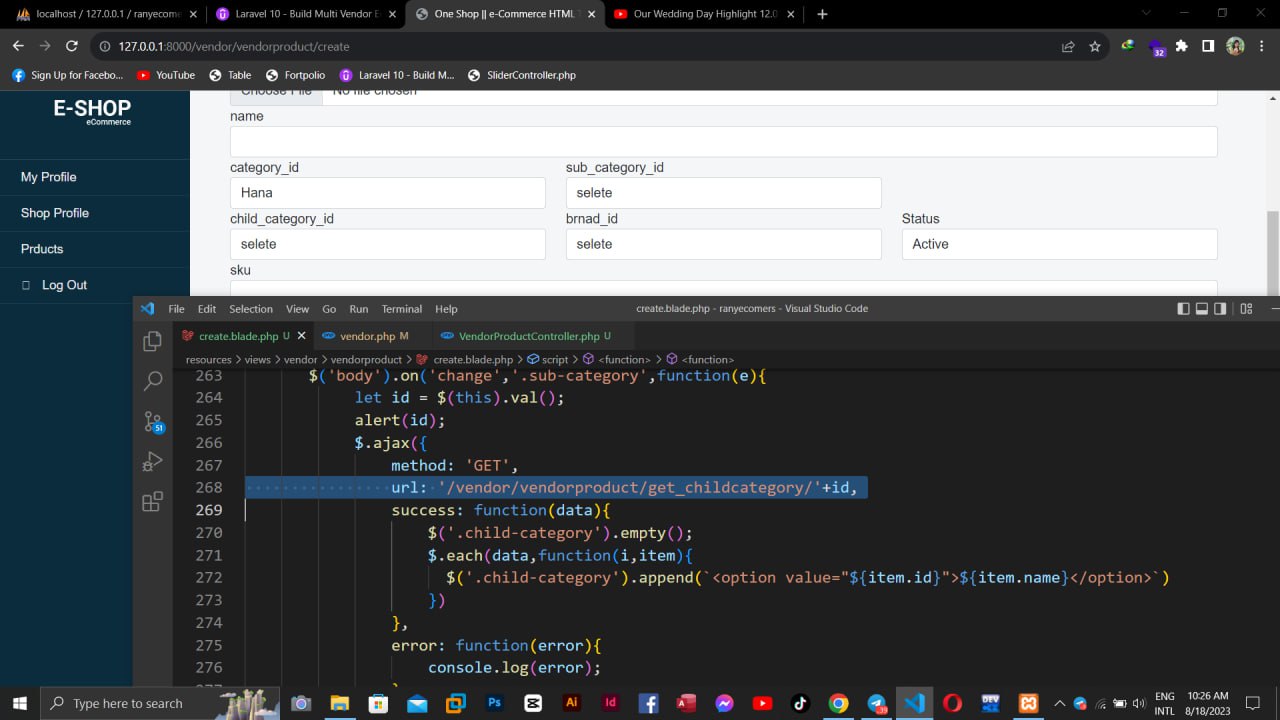 localhost / 127.0.0.1 / ranyecome
Laravel 10 - Build Multi Vendor E
One Shop || e-Commerce HTML T
Our Wedding Day Highlight 12.0
127.0.0.1:8000/vendor/vendorproduct/create
32
Sign Up for Facebo...
YouTube
Table
Fortpolio
Laravel 10 - Build M...
SliderController.php
E-SHOP
eCommerce
My Profile
Shop Profile
Prducts
Log Out
Choose File No file chosen
name
category_id sub_category_id
Hana selete
child_category_id brnad_id Status
selete selete Active
sku
File Edit Selection View Go Run Terminal Help create.blade.php - ranyecomers - Visual Studio Code
create.blade.php U vendor.php M VendorProductController.php U
resources > views > vendor > vendorproduct > create.blade.php > script > <function> > <function>
51
263 $('body').on('change','.sub-category',function(e){
264 let id = $(this).val();
265 alert(id);
266 $.ajax({
267 method: 'GET',
268 url: '/vendor/vendorproduct/get_childcategory/'+id,
269 success: function(data){
270 $('.child-category').empty();
271 $.each(data,function(i,item){
272 $('.child-category').append(`<option value="${item.id}">${item.name}</option>`)
273 })
274 },
275 error: function(error){
276 console.log(error);
Type here to search
ENG 10:26 AM
INTL 8/18/2023